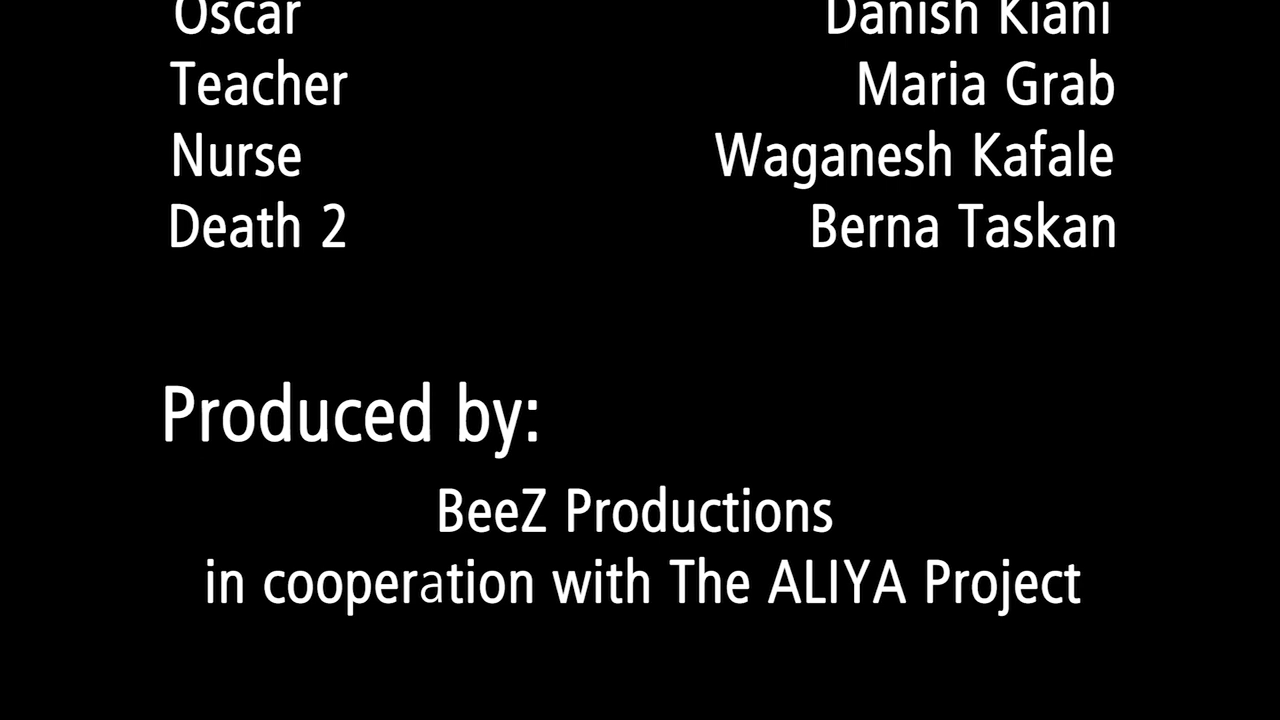 Oscar Danish Kiani
Teacher Maria Grab
Nurse Waganesh Kafale
Death 2 Berna Taskan
Produced by:
BeeZ Productions
in cooperation with The ALIYA Project